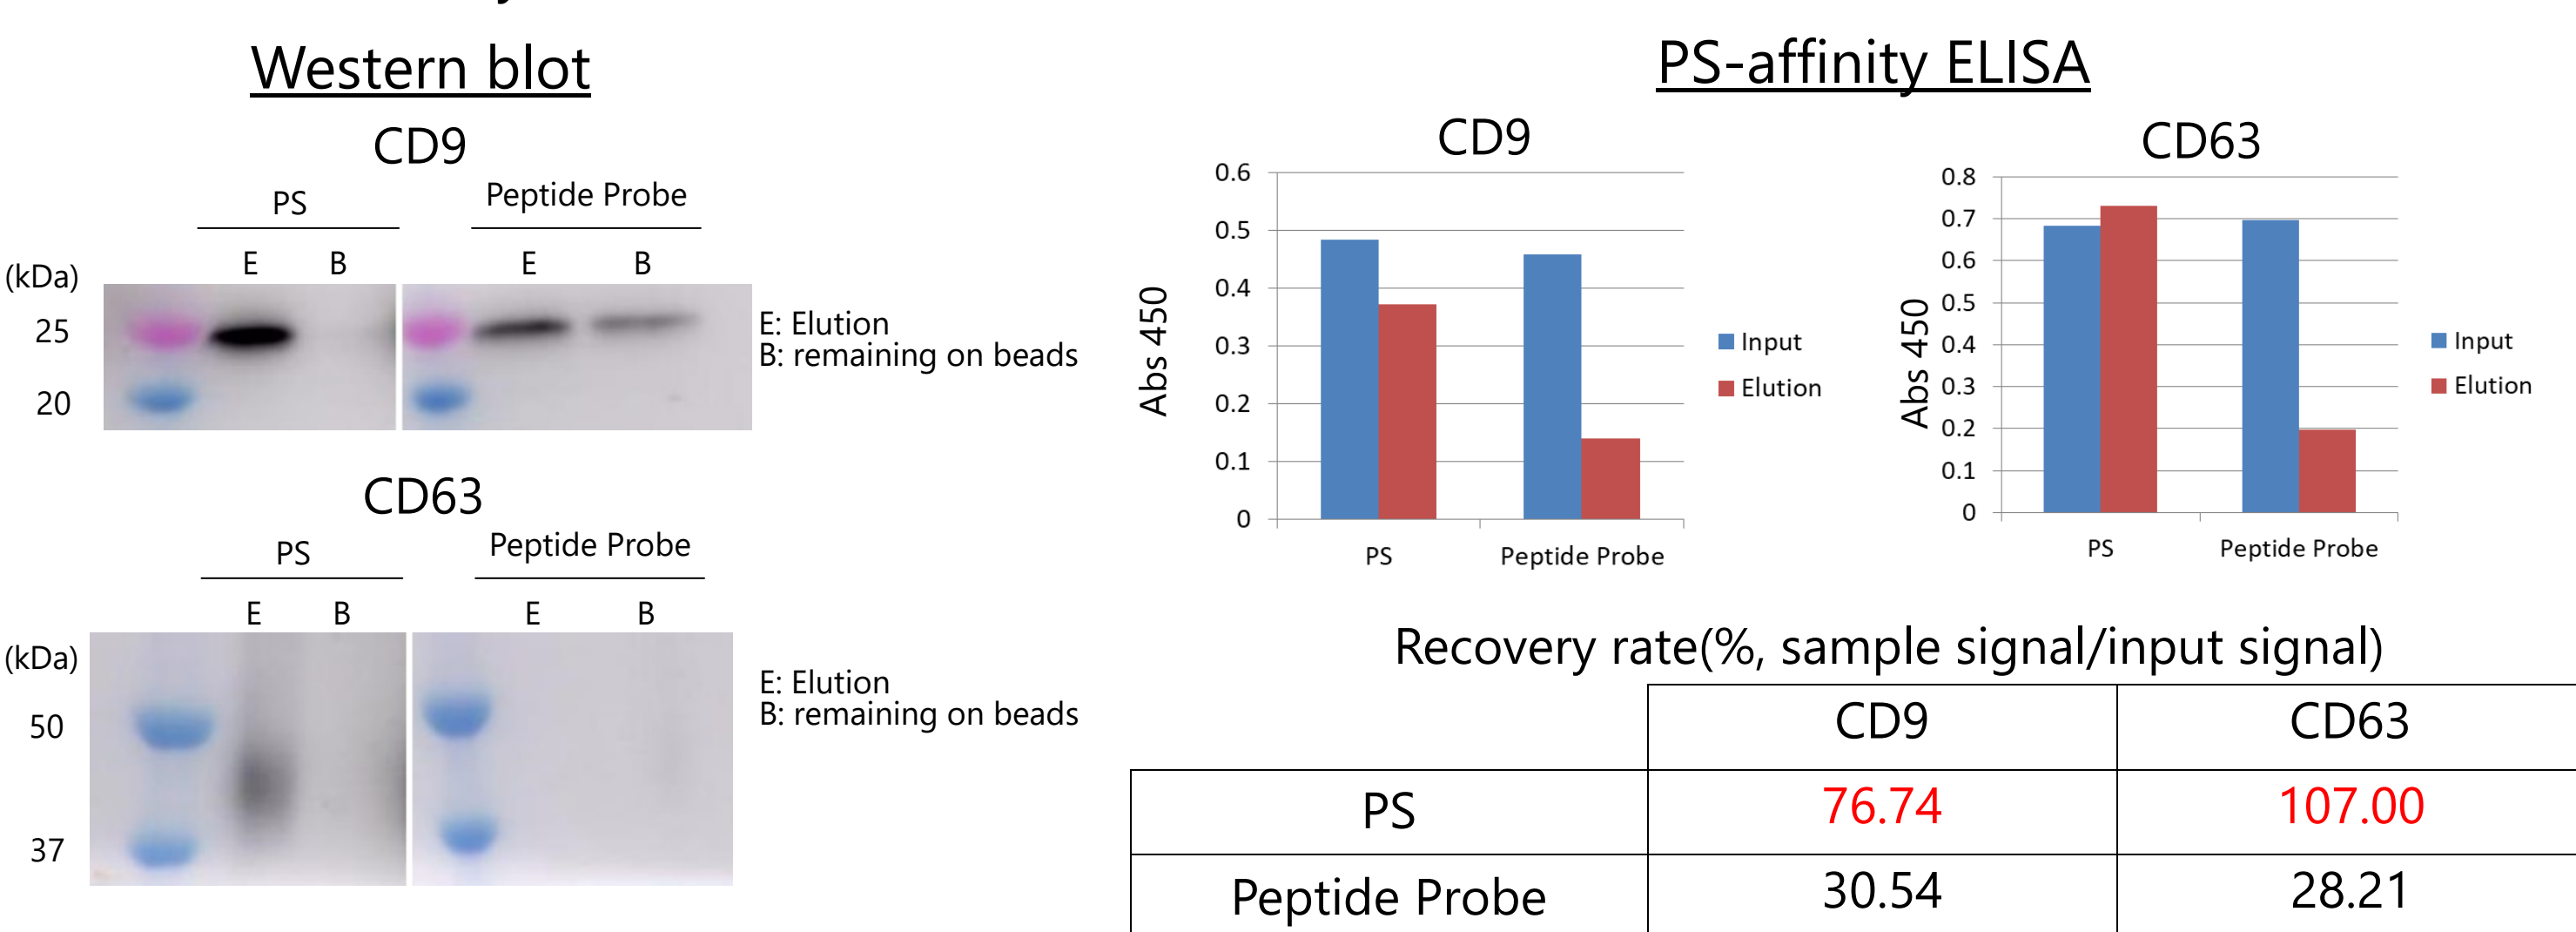 Western blot
CD9
PS
Peptide Probe
E
B
E
B
(kDa)
25
20
E: Elution
B: remaining on beads
CD63
PS
Peptide Probe
E
B
E
B
(kDa)
50
37
E: Elution
B: remaining on beads
PS-affinity ELISA
CD9
Abs 450
0.6
0.5
0.4
0.3
0.2
0.1
0
PS
Peptide Probe
Input
Elution
CD63
Abs 450
0.8
0.7
0.6
0.5
0.4
0.3
0.2
0.1
0
PS
Peptide Probe
Input
Elution
Recovery rate(%, sample signal/input signal)
CD9 CD63
PS 76.74 107.00
Peptide Probe 30.54 28.21